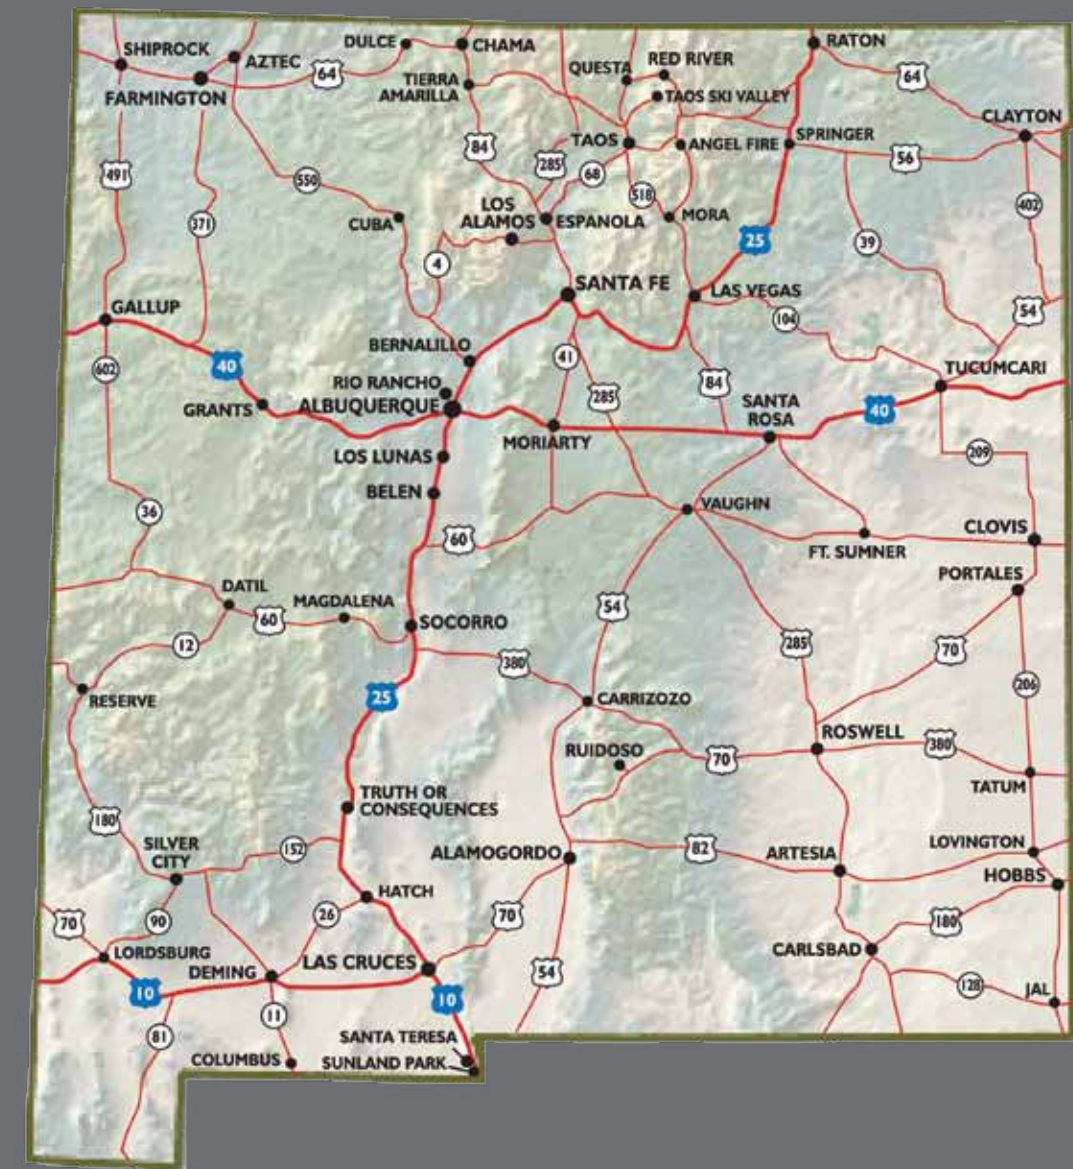 DULCE
CHAMA
RATON
SHIPROCK
AZTEC
RED RIVER
QUESTA
64
TIERRA
AMARILLA
64
FARMINGTON
TAOS SKI VALLEY
CLAYTON
TAOS
ANGEL FIRE
SPRINGER
84
285
56
491
550
68
518
402
LOS
ALAMOS
ESPANOLA
MORA
CUBA
371
25
39
4
SANTA FE
LAS VEGAS
GALLUP
54
104
BERNALILLO
41
40
602
TUCUMCARI
RIO RANCHO
84
285
GRANTS
ALBUQUERQUE
SANTA
ROSA
40
MORIARTY
LOS LUNAS
209
BELEN
VAUGHN
36
60
CLOVIS
FT. SUMNER
PORTALES
DATIL
MAGDALENA
54
60
SOCORRO
12
285
70
380
206
RESERVE
25
CARRIZOZO
ROSWELL
380
RUIDOSO
70
TATUM
TRUTH OR
CONSEQUENCES
180
SILVER
CITY
152
ALAMOGORDO
82
ARTESIA
LOVINGTON
HOBBS
HATCH
26
70
90
70
180
LORDSBURG
DEMING
LAS CRUCES
CARLSBAD
54
10
10
128
JAL
11
81
SANTA TERESA
COLUMBUS
SUNLAND PARK